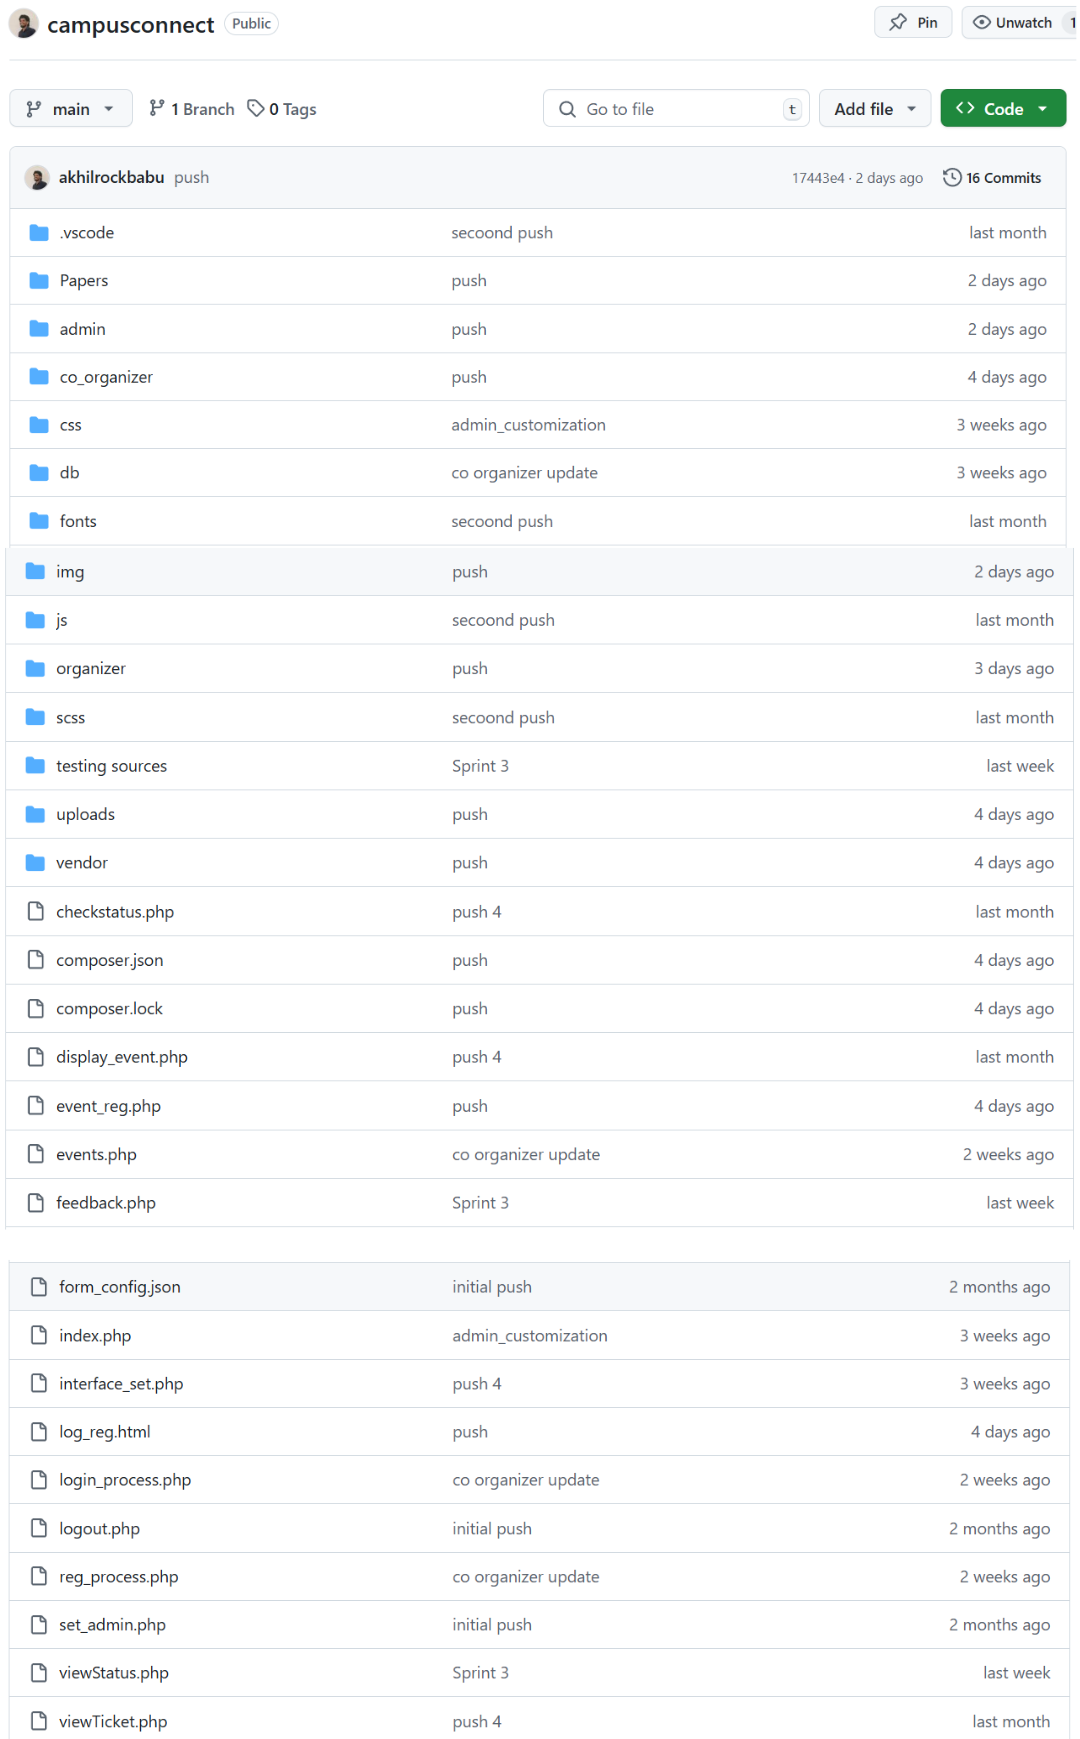 campusconnect Public Pin Unwatch 1
main 1 Branch 0 Tags Go to file t Add file Code
akhilrockbabu push 17443e4 · 2 days ago 16 Commits
.vscode secoond push last month
Papers push 2 days ago
admin push 2 days ago
co_organizer push 4 days ago
css admin_customization 3 weeks ago
db co organizer update 3 weeks ago
fonts secoond push last month
img push 2 days ago
js secoond push last month
organizer push 3 days ago
scss secoond push last month
testing sources Sprint 3 last week
uploads push 4 days ago
vendor push 4 days ago
checkstatus.php push 4 last month
composer.json push 4 days ago
composer.lock push 4 days ago
display_event.php push 4 last month
event_reg.php push 4 days ago
events.php co organizer update 2 weeks ago
feedback.php Sprint 3 last week
form_config.json initial push 2 months ago
index.php admin_customization 3 weeks ago
interface_set.php push 4 3 weeks ago
log_reg.html push 4 days ago
login_process.php co organizer update 2 weeks ago
logout.php initial push 2 months ago
reg_process.php co organizer update 2 weeks ago
set_admin.php initial push 2 months ago
viewStatus.php Sprint 3 last week
viewTicket.php push 4 last month